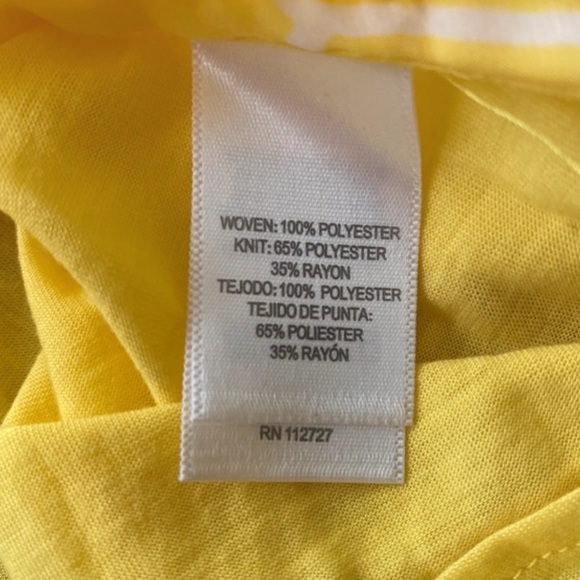 WOVEN: 100% POLYESTER
KNIT: 65% POLYESTER
35% RAYON
TEJODO: 100% POLYESTER
TEJIDO DE PUNTA:
65% POLIESTER
35% RAYÓN
RN 112727